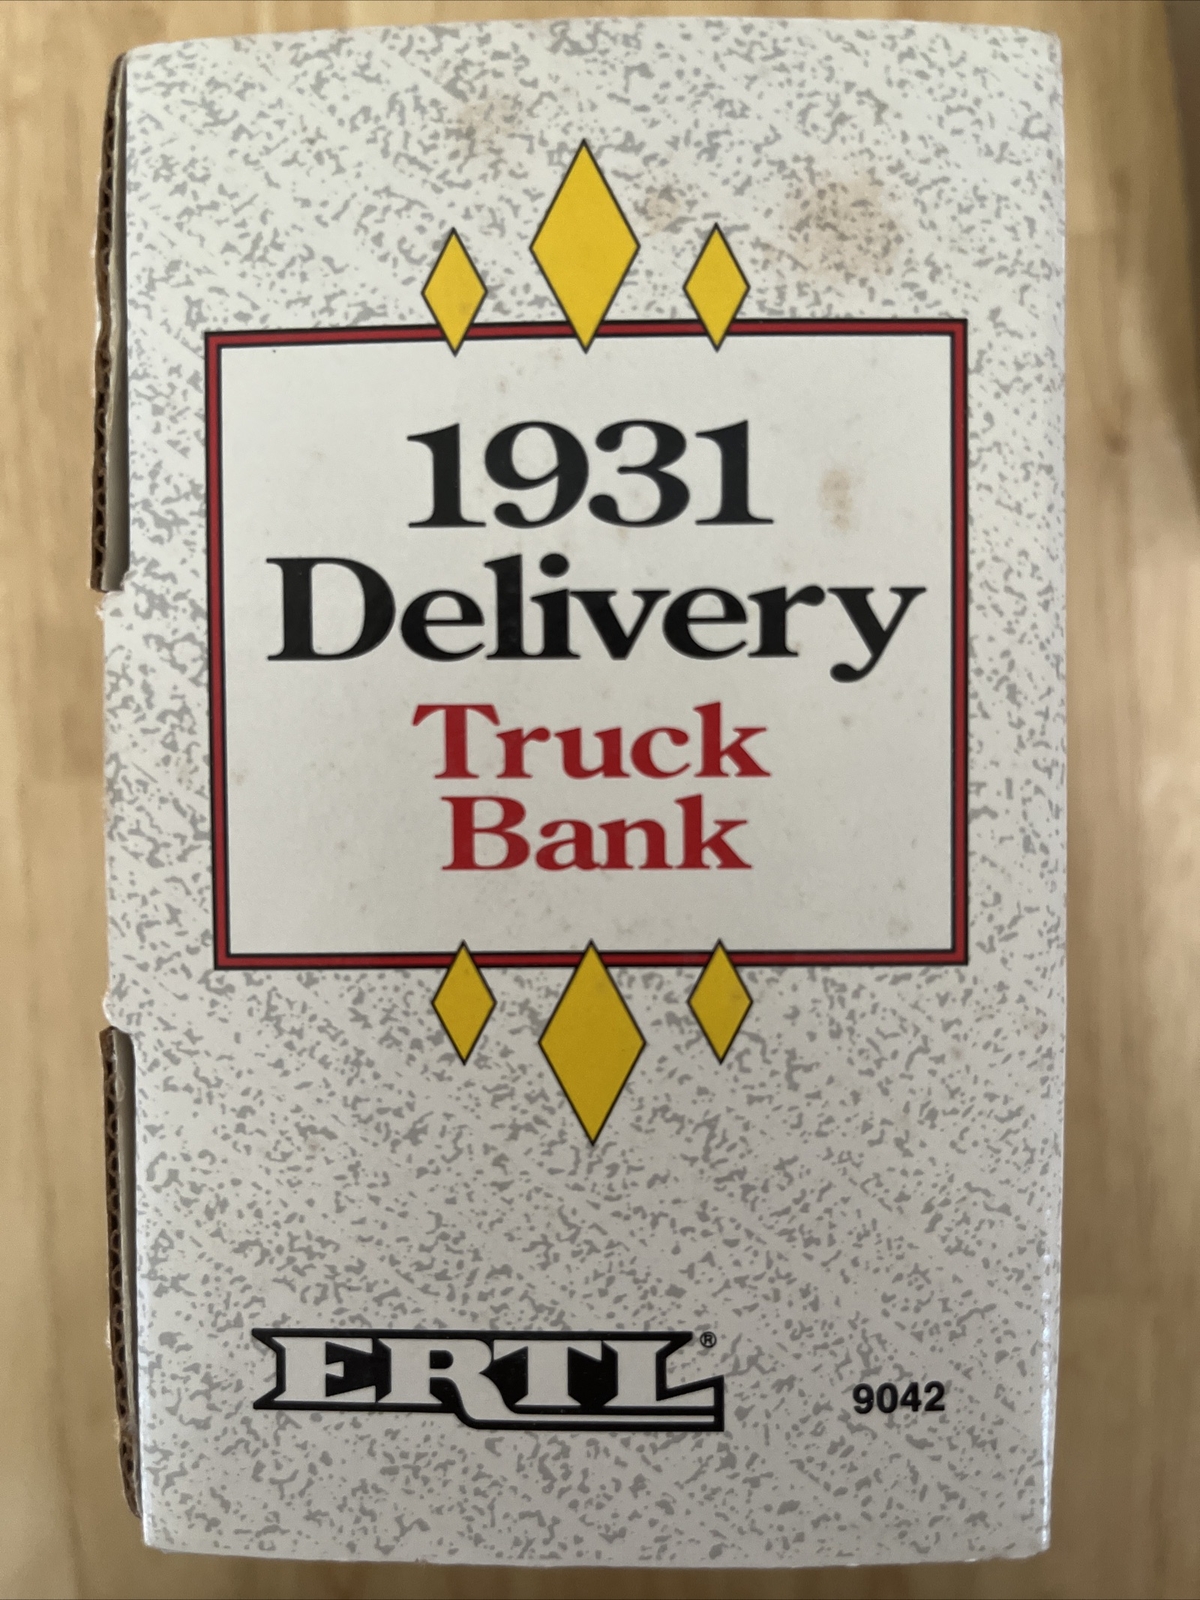 1931
Delivery
Truck
Bank
ERTL®
9042